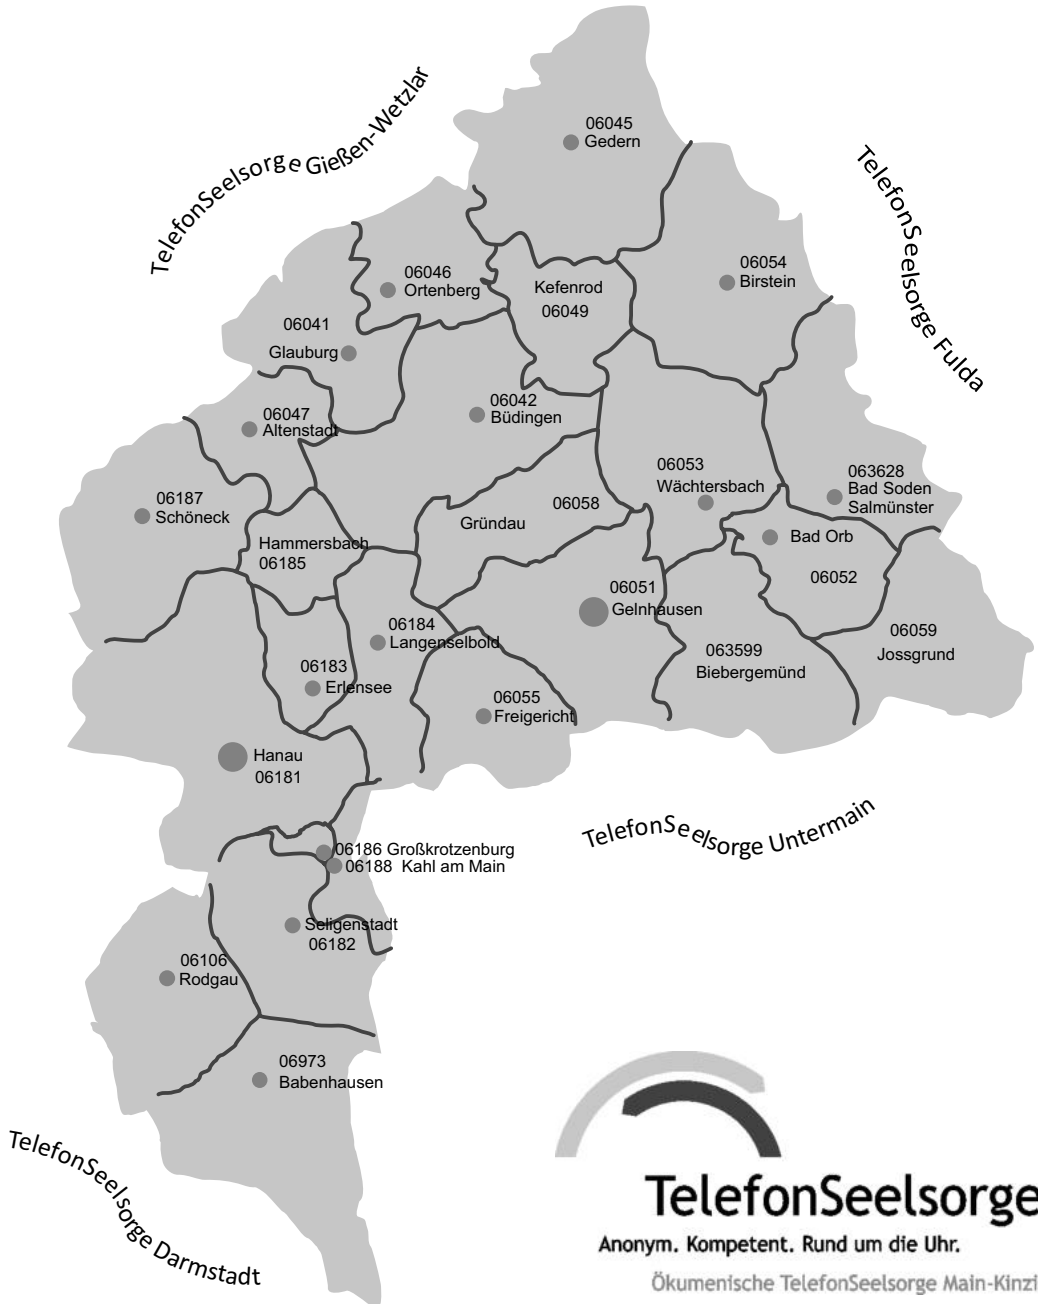 TelefonSeelsorge Gießen-Wetzlar
TelefonSeelsorge Fulda
06045
Gedern
06046
Ortenberg
Kefenrod
06049
06054
Birstein
06041
Glauburg
06047
Altenstadt
06042
Büdingen
06187
Schöneck
Hammersbach
06185
Gründau
06058
06053
Wächtersbach
063628
Bad Soden
Salmünster
Bad Orb
06052
06051
Gelnhausen
06059
Jossgrund
063599
Biebergemünd
06184
Langenselbold
06183
Erlensee
06055
Freigericht
Hanau
06181
TelefonSeelsorge Untermain
06186 Großkrotzenburg
06188 Kahl am Main
Seligenstadt
06182
06106
Rodgau
06973
Babenhausen
TelefonSeelsorge Darmstadt
TelefonSeelsorge
Anonym. Kompetent. Rund um die Uhr.
Ökumenische TelefonSeelsorge Main-Kinzi